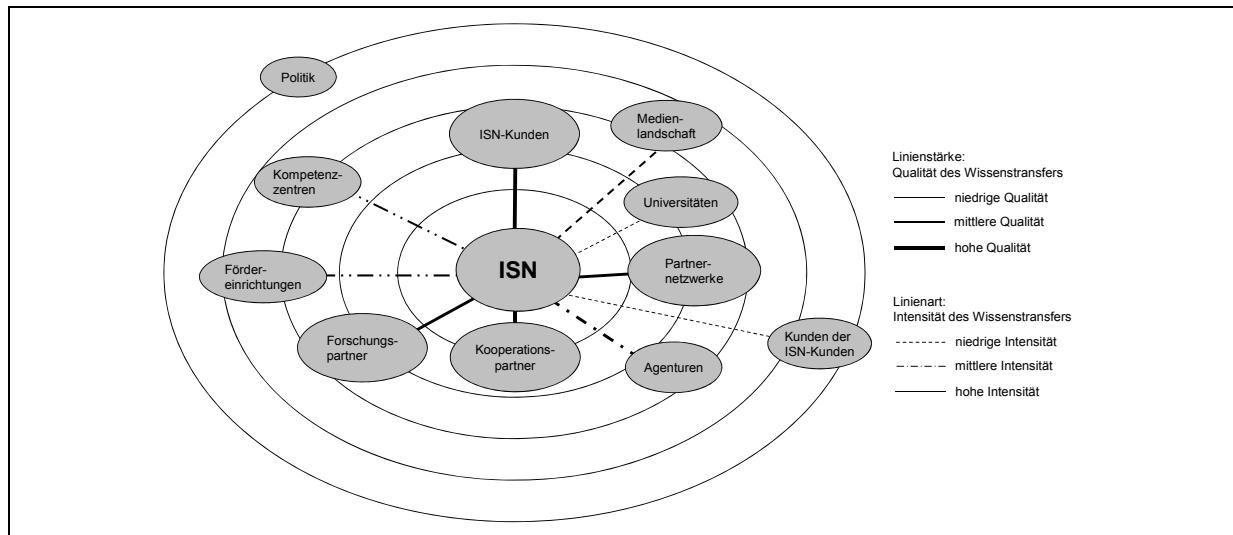 Politik
ISN-Kunden
Medien-
landschaft
Kompetenz-
zentren
Universitäten
ISN
Partner-
netzwerke
Förder-
einrichtungen
Forschungs-
partner
Kooperations-
partner
Agenturen
Kunden der
ISN-Kunden
Linienstärke:
Qualität des Wissenstransfers
niedrige Qualität
mittlere Qualität
hohe Qualität
Linienart:
Intensität des Wissenstransfers
niedrige Intensität
mittlere Intensität
hohe Intensität